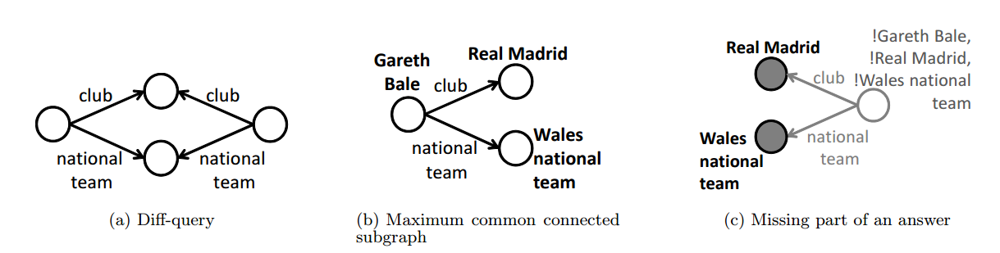 club
club
national
team
national
team
(a) Diff-query
Gareth
Bale
Real Madrid
club
national
team
Wales
national
team
(b) Maximum common connected
subgraph
Real Madrid
!Gareth Bale,
!Real Madrid,
!Wales national
team
club
national
team
Wales
national
team
(c) Missing part of an answer